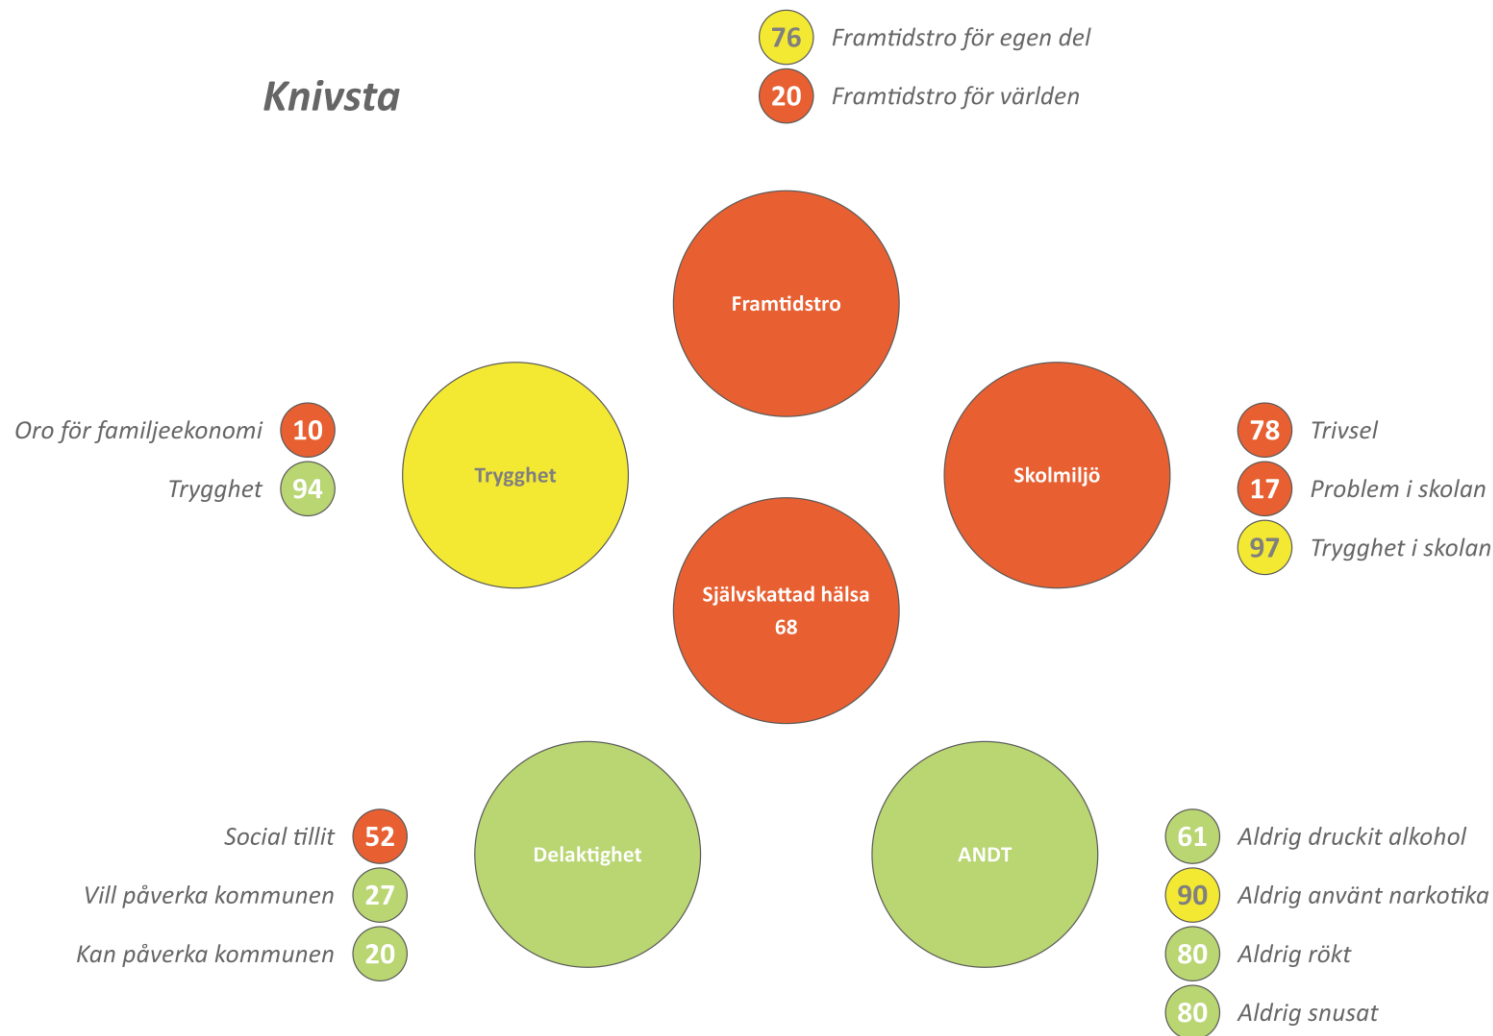 76 Framtidstro för egen del
Knivsta
20 Framtidstro för världen
Framtidstro
Oro för familjeekonomi 10
Trygghet 94
Trygghet
Skolmiljö
78 Trivsel
17 Problem i skolan
97 Trygghet i skolan
Självskattad hälsa
68
Social tillit 52
Vill påverka kommunen 27
Kan påverka kommunen 20
Delaktighet
ANDT
61 Aldrig druckit alkohol
90 Aldrig använt narkotika
80 Aldrig rökt
80 Aldrig snusat